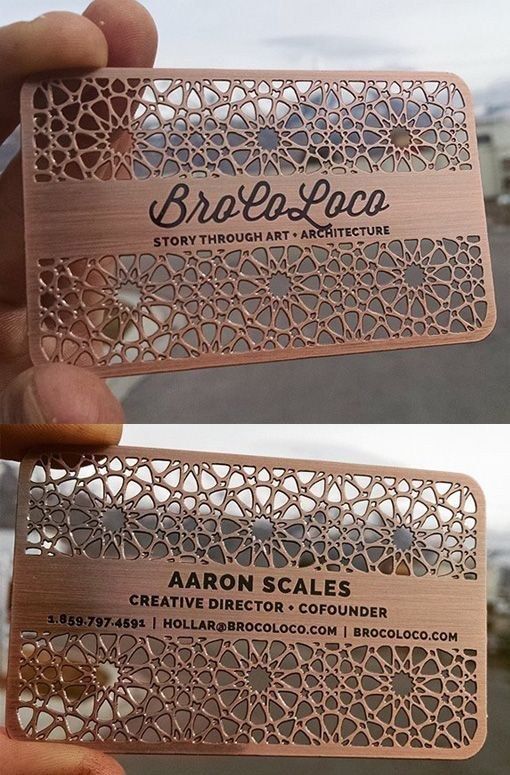 BroCoLoco
STORY THROUGH ART + ARCHITECTURE
AARON SCALES
CREATIVE DIRECTOR + COFOUNDER
1.859.797.4591 | HOLLAR@BROCOLOCO.COM | BROCOLOCO.COM